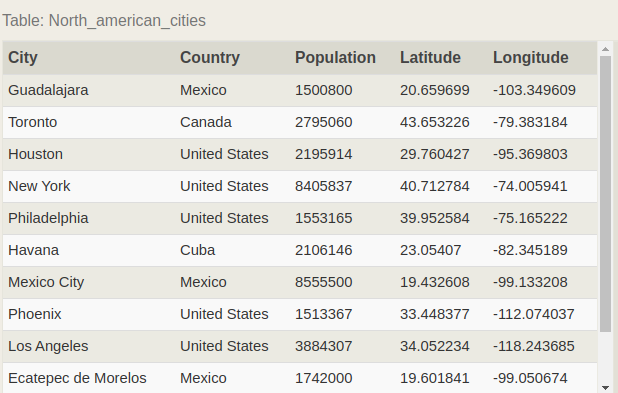 Table: North_american_cities
City Country Population Latitude Longitude
Guadalajara Mexico 1500800 20.659699 -103.349609
Toronto Canada 2795060 43.653226 -79.383184
Houston United States 2195914 29.760427 -95.369803
New York United States 8405837 40.712784 -74.005941
Philadelphia United States 1553165 39.952584 -75.165222
Havana Cuba 2106146 23.05407 -82.345189
Mexico City Mexico 8555500 19.432608 -99.133208
Phoenix United States 1513367 33.448377 -112.074037
Los Angeles United States 3884307 34.052234 -118.243685
Ecatepec de Morelos Mexico 1742000 19.601841 -99.050674